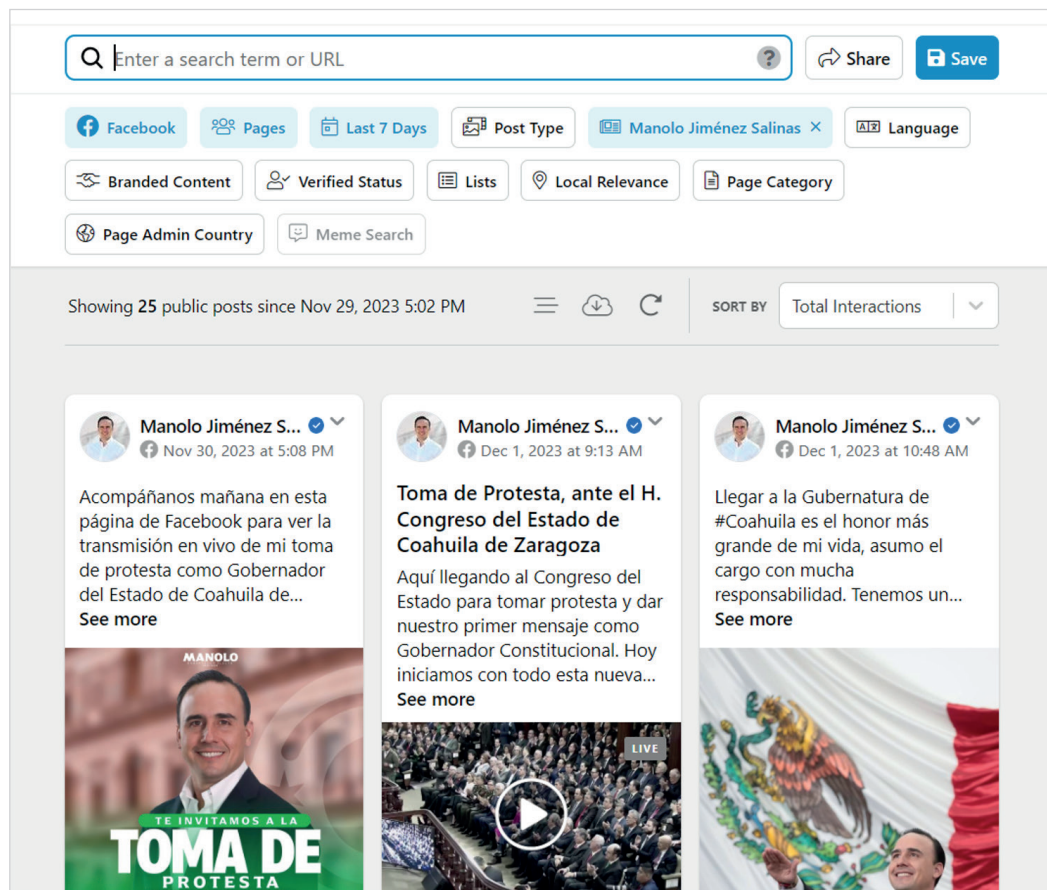 Enter a search term or URL
?
Share
Save
Facebook
Pages
Last 7 Days
Post Type
Manolo Jiménez Salinas ×
Language
Branded Content
Verified Status
Lists
Local Relevance
Page Category
Page Admin Country
Meme Search
Showing 25 public posts since Nov 29, 2023 5:02 PM
SORT BY
Total Interactions
Manolo Jiménez S...
Nov 30, 2023 at 5:08 PM
Acompáñanos mañana en esta
página de Facebook para ver la
transmisión en vivo de mi toma
de protesta como Gobernador
del Estado de Coahuila de...
See more
MANOLO
TE INVITAMOS A LA
TOMA DE
PROTESTA
Manolo Jiménez S...
Dec 1, 2023 at 9:13 AM
Toma de Protesta, ante el H.
Congreso del Estado de
Coahuila de Zaragoza
Aquí llegando al Congreso del
Estado para tomar protesta y dar
nuestro primer mensaje como
Gobernador Constitucional. Hoy
iniciamos con todo esta nueva...
See more
LIVE
Manolo Jiménez S...
Dec 1, 2023 at 10:48 AM
Llegar a la Gubernatura de
#Coahuila es el honor más
grande de mi vida, asumo el
cargo con mucha
responsabilidad. Tenemos un...
See more